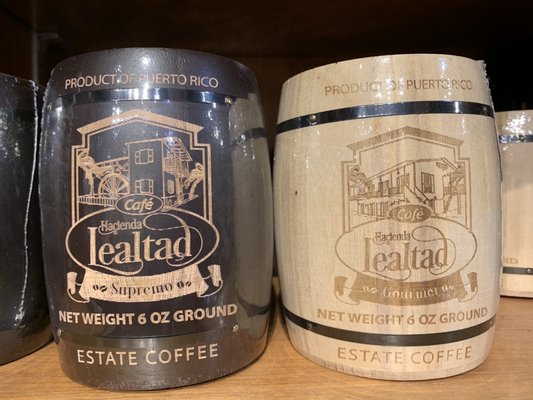 PRODUCT OF PUERTO RICO
Café
Hacienda
lealtad
Supremo
NET WEIGHT 6 OZ GROUND
ESTATE COFFEE
PRODUCT OF PUERTO RICO
Café
Hacienda
lealtad
Gourmet
NET WEIGHT 6 OZ GROUND
ESTATE COFFEE